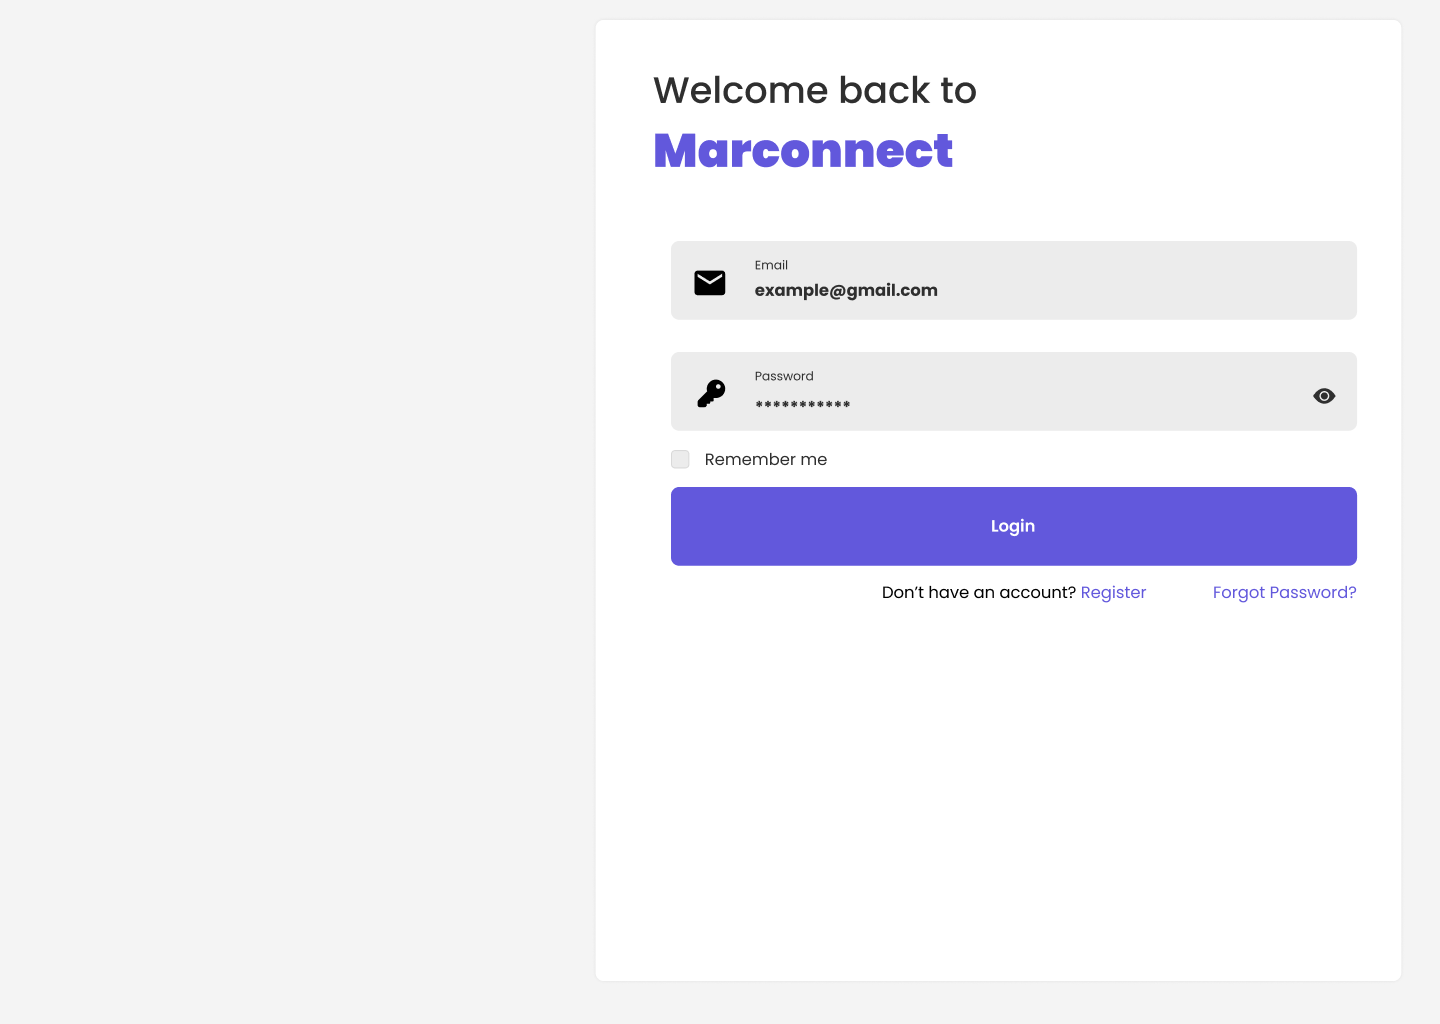 Welcome back to
Marconnect
Email
example@gmail.com
Password
***********
Remember me
Login
Don’t have an account? Register
Forgot Password?